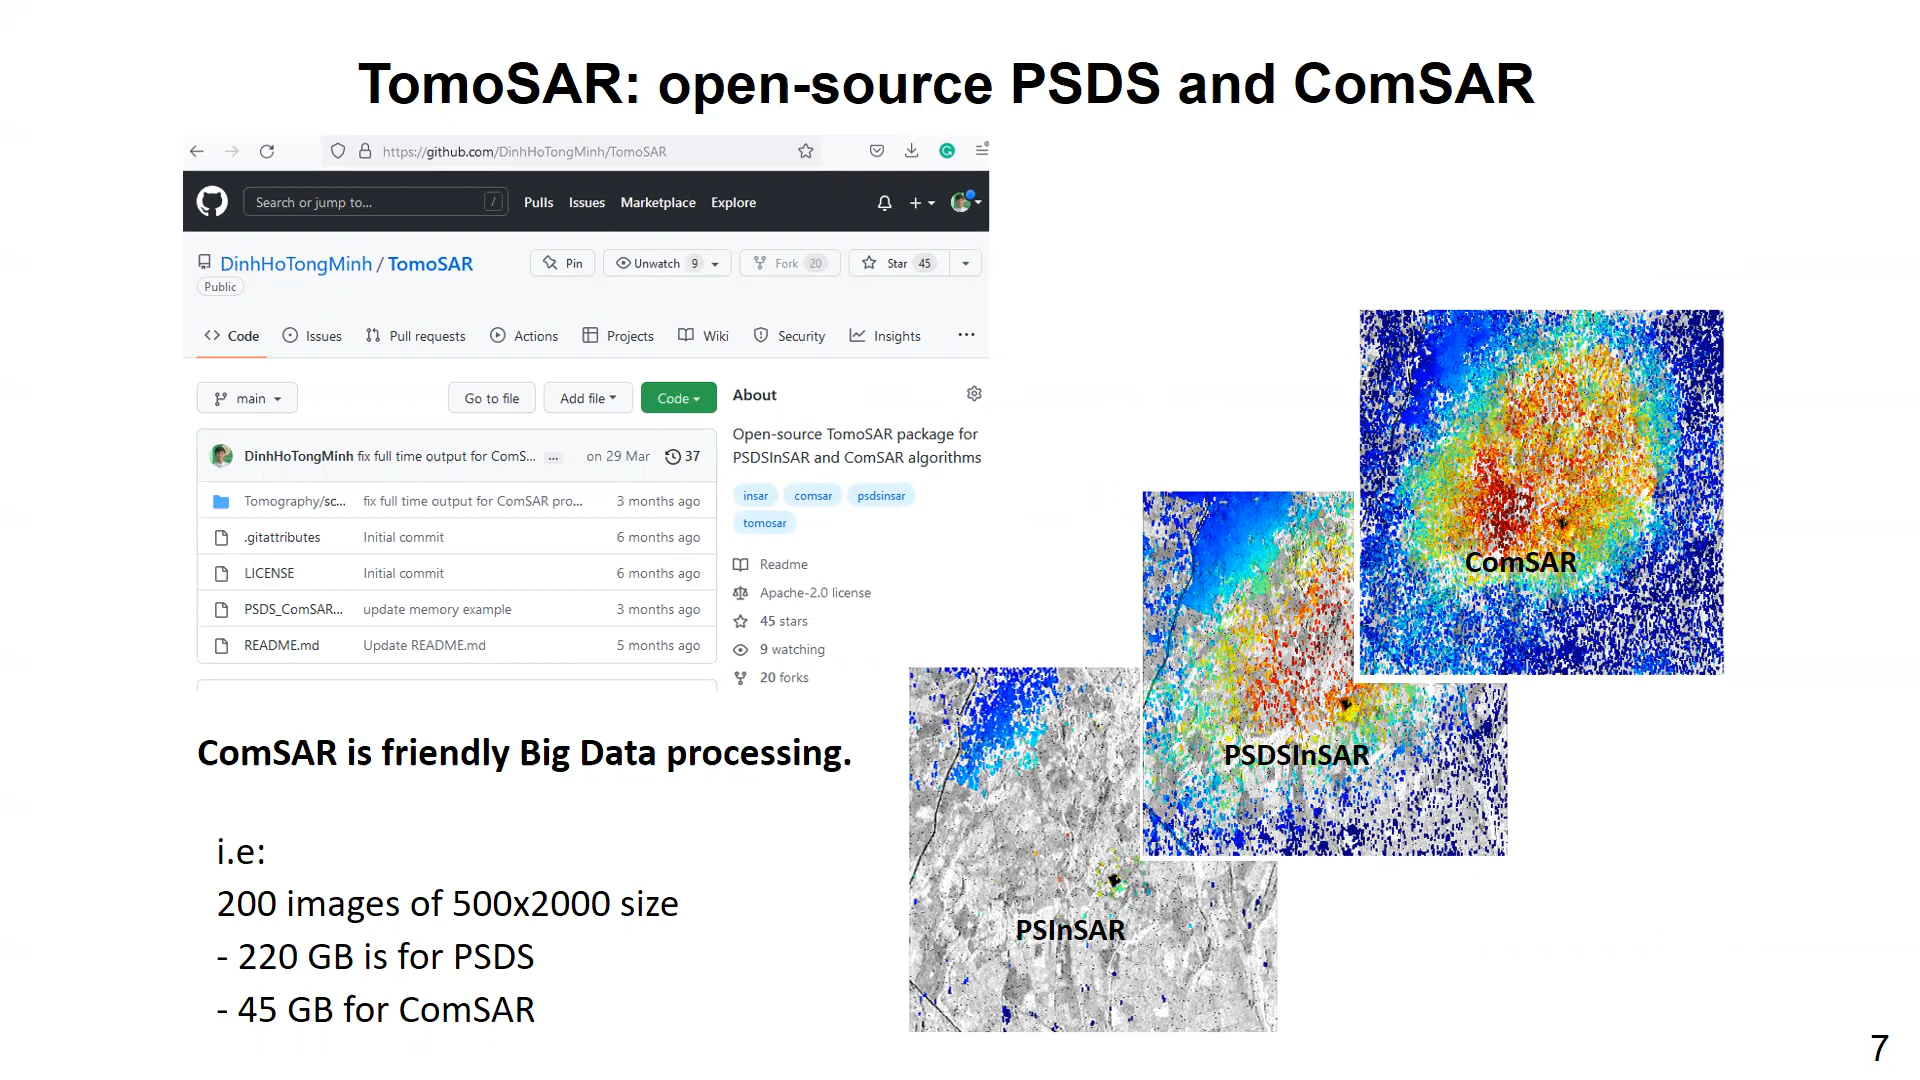 TomoSAR: open-source PSDS and ComSAR
https://github.com/DinhHoTongMinh/TomoSAR
Search or jump to... / Pulls Issues Marketplace Explore
DinhHoTongMinh / TomoSAR Pin Unwatch 9 Fork 20 Star 45
Public
Code Issues Pull requests Actions Projects Wiki Security Insights ...
main Go to file Add file Code
DinhHoTongMinh fix full time output for ComS... ... on 29 Mar 37
Tomography/sc... fix full time output for ComSAR pro... 3 months ago
.gitattributes Initial commit 6 months ago
LICENSE Initial commit 6 months ago
PSDS_ComSAR... update memory example 3 months ago
README.md Update README.md 5 months ago
About
Open-source TomoSAR package for
PSDSInSAR and ComSAR algorithms
insar comsar psdsinsar
tomosar
Readme
Apache-2.0 license
45 stars
9 watching
20 forks
ComSAR is friendly Big Data processing.
i.e:
200 images of 500x2000 size
- 220 GB is for PSDS
- 45 GB for ComSAR
ComSAR
PSDSInSAR
PSInSAR
7